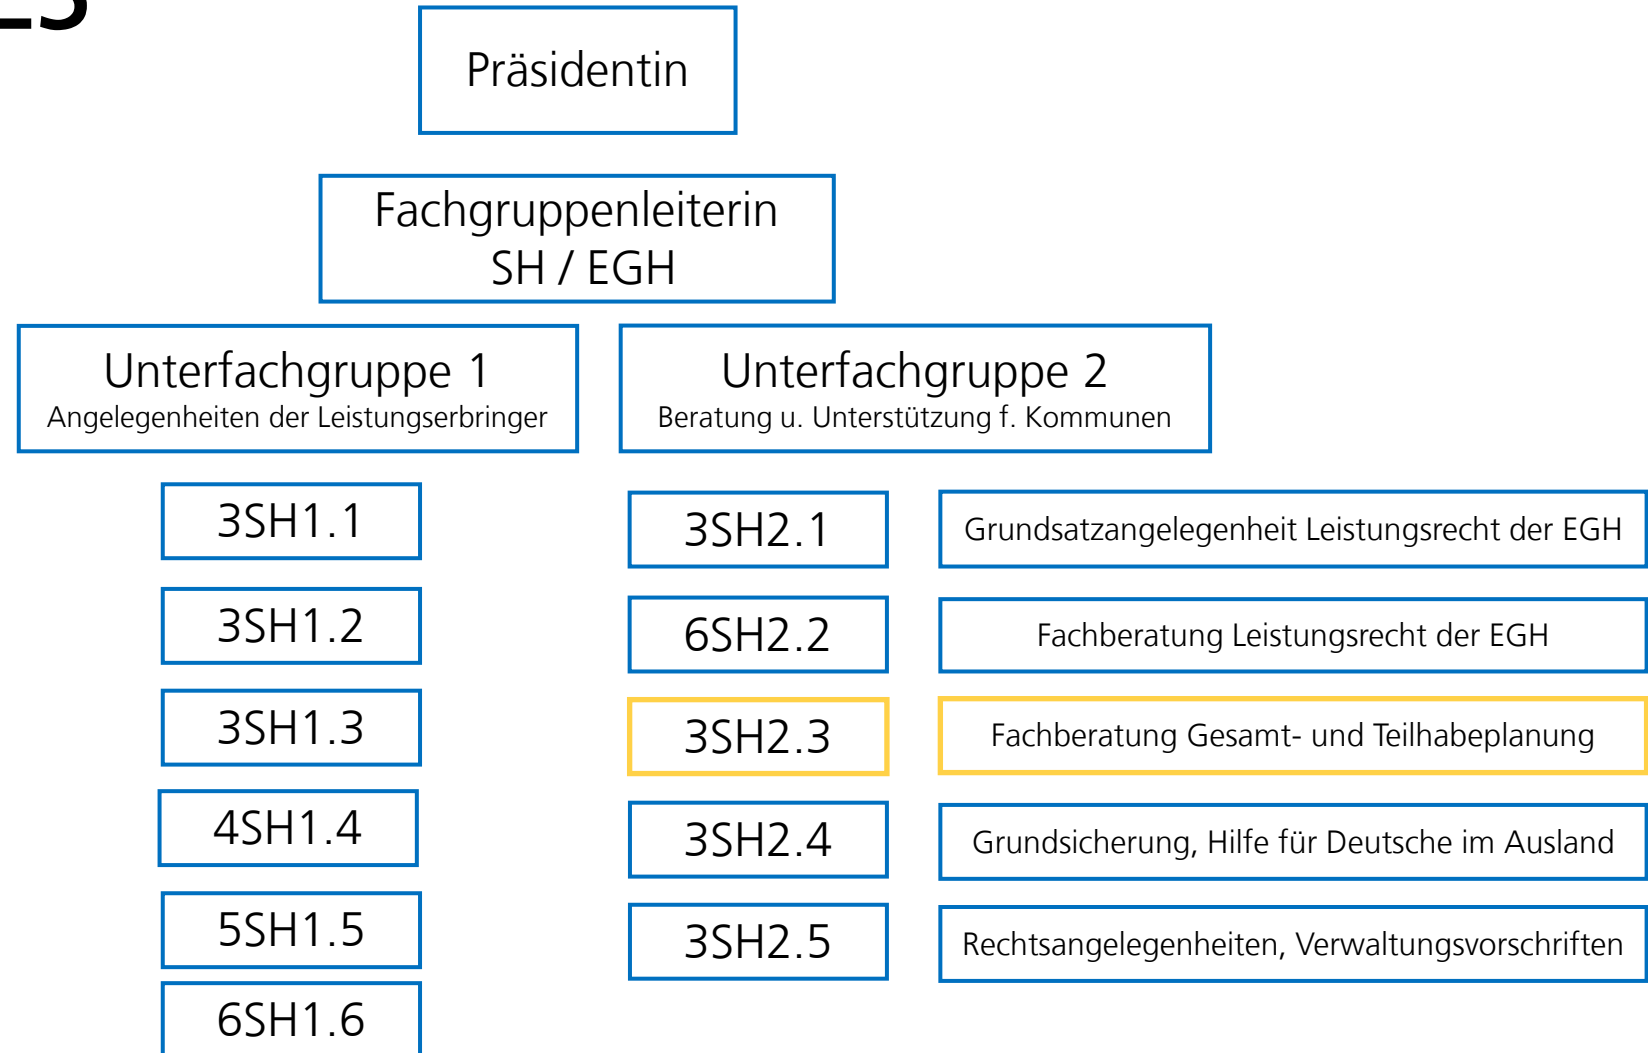 Präsidentin
Fachgruppenleiterin
SH / EGH
Unterfachgruppe 1
Angelegenheiten der Leistungserbringer
Unterfachgruppe 2
Beratung u. Unterstützung f. Kommunen
3SH1.1
3SH2.1
Grundsatzangelegenheit Leistungsrecht der EGH
3SH1.2
6SH2.2
Fachberatung Leistungsrecht der EGH
3SH1.3
3SH2.3
Fachberatung Gesamt- und Teilhabeplanung
4SH1.4
3SH2.4
Grundsicherung, Hilfe für Deutsche im Ausland
5SH1.5
3SH2.5
Rechtsangelegenheiten, Verwaltungsvorschriften
6SH1.6